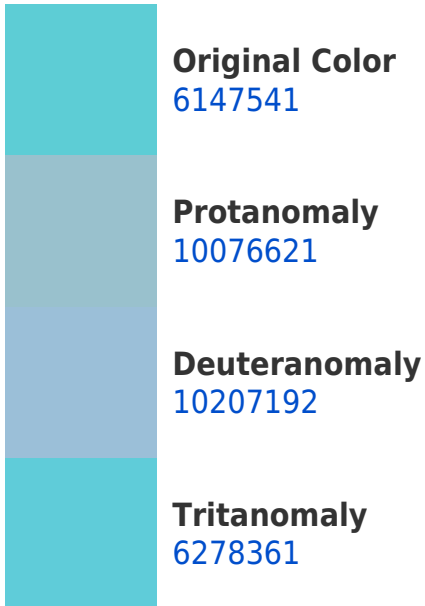 Original Color
6147541
Protanomaly
10076621
Deuteranomaly
10207192
Tritanomaly
6278361